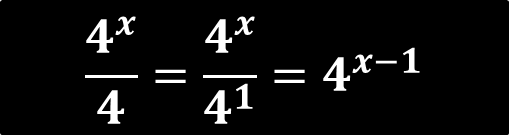 4^x/4 = 4^x/4^1 = 4^{x−1}